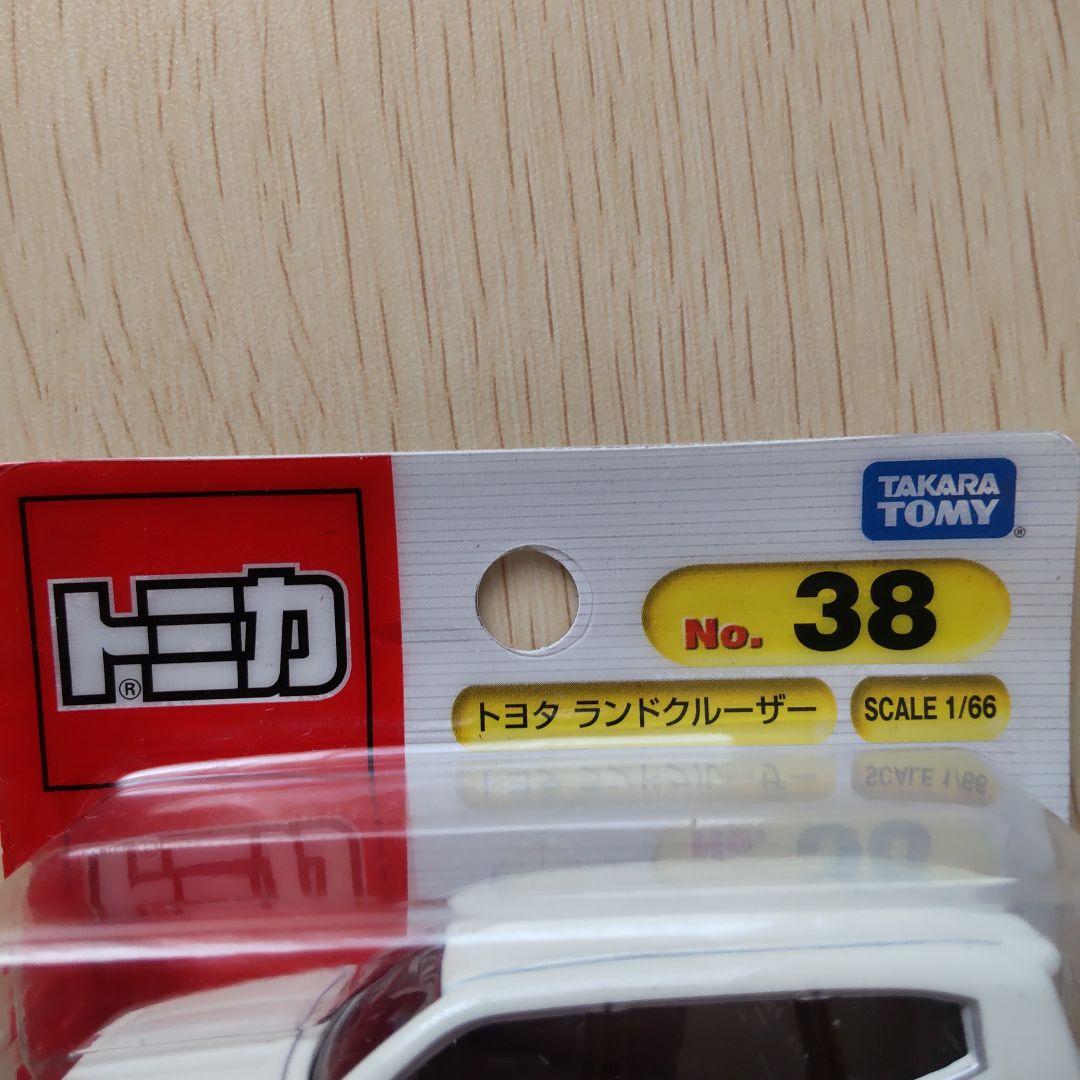 TAKARA
TOMY®
トミカ®
No. 38
トヨタ ランドクルーザー
SCALE 1/66